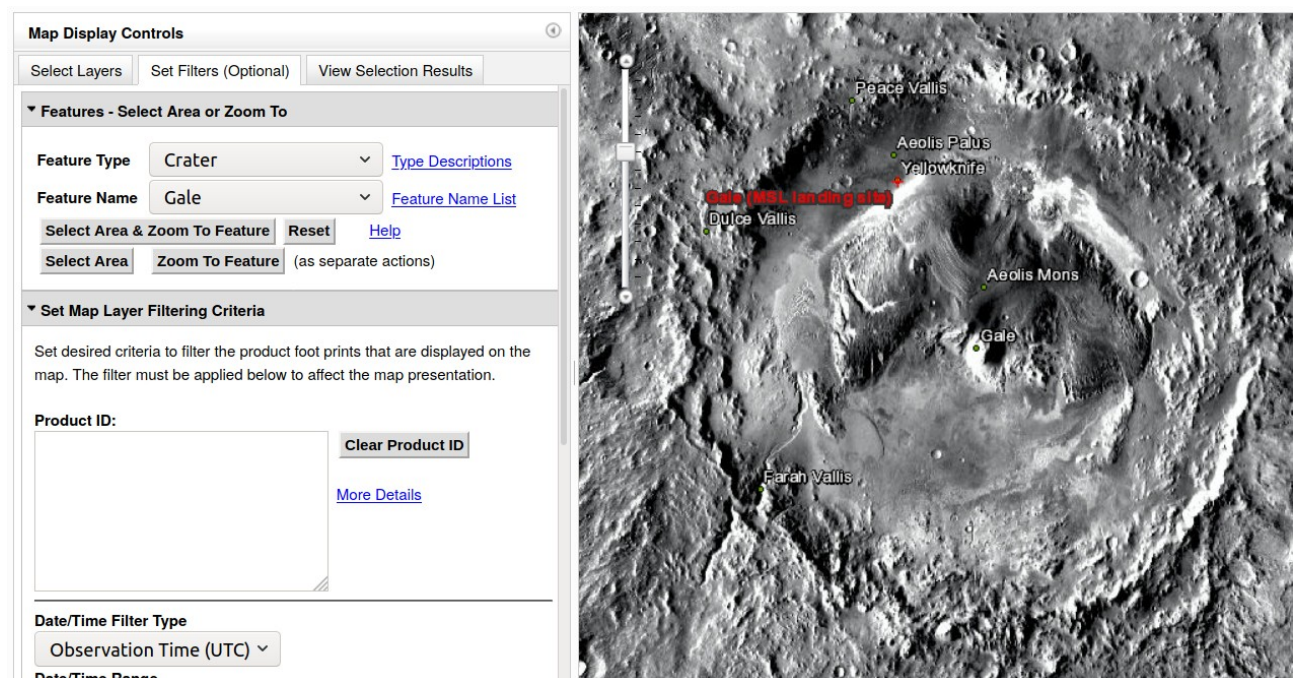 Map Display Controls
Select Layers Set Filters (Optional) View Selection Results
Features - Select Area or Zoom To
Feature Type Crater Type Descriptions
Feature Name Gale Feature Name List
Select Area & Zoom To Feature Reset Help
Select Area Zoom To Feature (as separate actions)
Set Map Layer Filtering Criteria
Set desired criteria to filter the product foot prints that are displayed on the
map. The filter must be applied below to affect the map presentation.
Product ID:
Clear Product ID
More Details
Date/Time Filter Type
Observation Time (UTC)
Date/Time Range
Peace Vallis
Aeolis Palus
Yellowknife
Gale (MSL landing site)
Dulce Vallis
Aeolis Mons
Gale
Farah Vallis